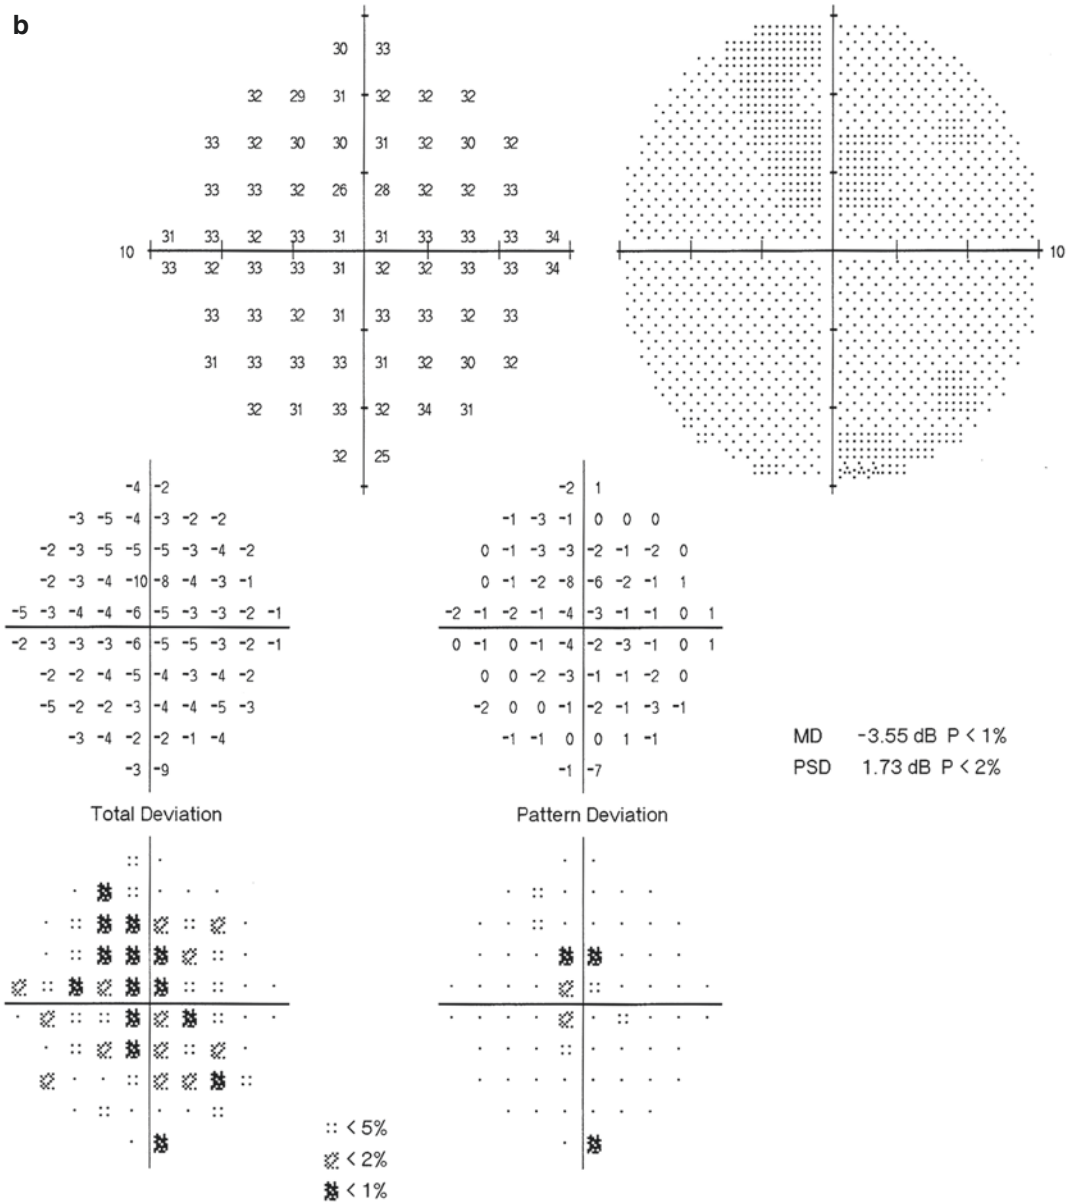 b
30 33
32 29 31 32 32 32
33 32 30 30 31 32 30 32
33 33 32 26 28 32 32 33
31 33 32 33 31 31 33 33 33 34
10 10
33 32 33 33 31 32 32 33 33 34
33 33 32 31 33 33 32 33
31 33 33 33 31 32 30 32
32 31 33 32 34 31
32 25
-4 -2
-3 -5 -4 -3 -2 -2
-2 -3 -5 -5 -5 -3 -4 -2
-2 -3 -4 -10 -8 -4 -3 -1
-5 -3 -4 -4 -6 -5 -3 -3 -2 -1
-2 -3 -3 -3 -6 -5 -5 -3 -2 -1
-2 -2 -4 -5 -4 -3 -4 -2
-5 -2 -2 -3 -4 -4 -5 -3
-3 -4 -2 -2 -1 -4
-3 -9
Total Deviation
-2 1
-1 -3 -1 0 0 0
0 -1 -3 -3 -2 -1 -2 0
0 -1 -2 -8 -6 -2 -1 1
-2 -1 -2 -1 -4 -3 -1 -1 0 1
0 -1 0 -1 -4 -2 -3 -1 0 1
0 0 -2 -3 -1 -1 -2 0
-2 0 0 -1 -2 -1 -3 -1
-1 -1 0 0 1 -1
-1 -7
Pattern Deviation
MD -3.55 dB P < 1%
PSD 1.73 dB P < 2%
< 5%
< 2%
< 1%